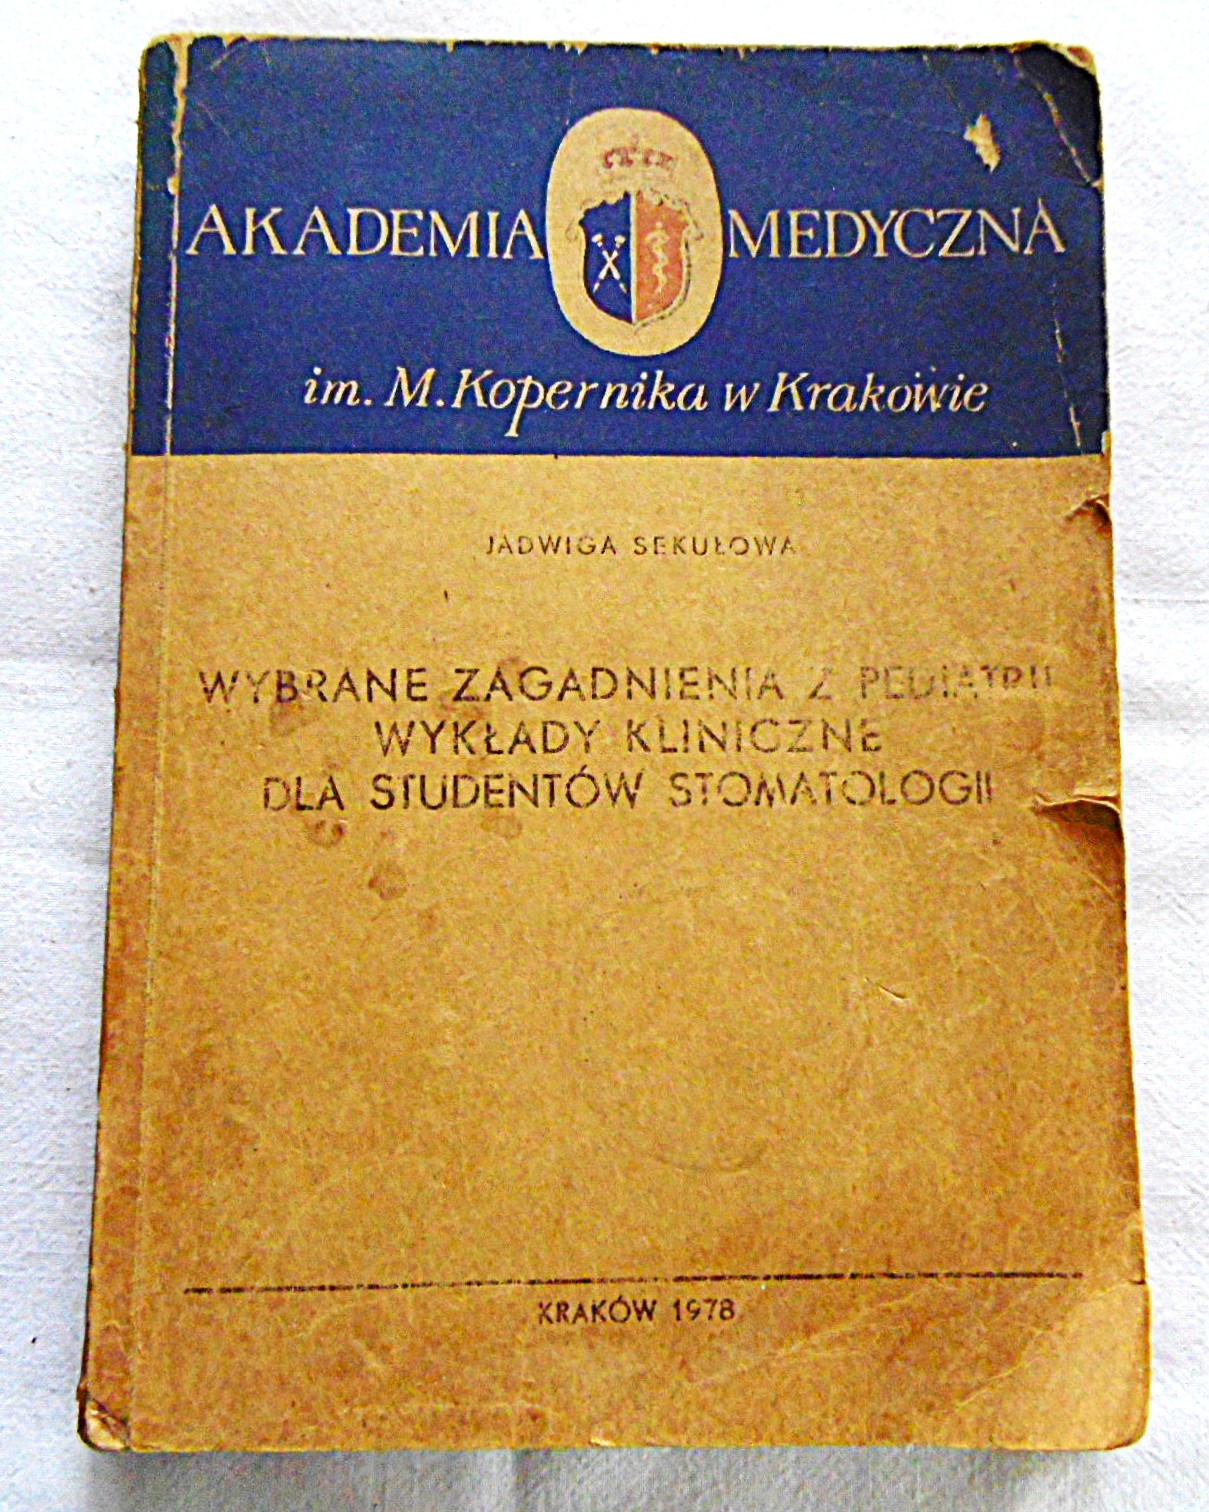 AKADEMIA MEDYCZNA
im. M. Kopernika w Krakowie
JADWIGA SEKUŁOWA
WYBRANE ZAGADNIENIA Z PEDIATRII
WYKŁADY KLINICZNE
DLA STUDENTÓW STOMATOLOGII
KRAKÓW 1978